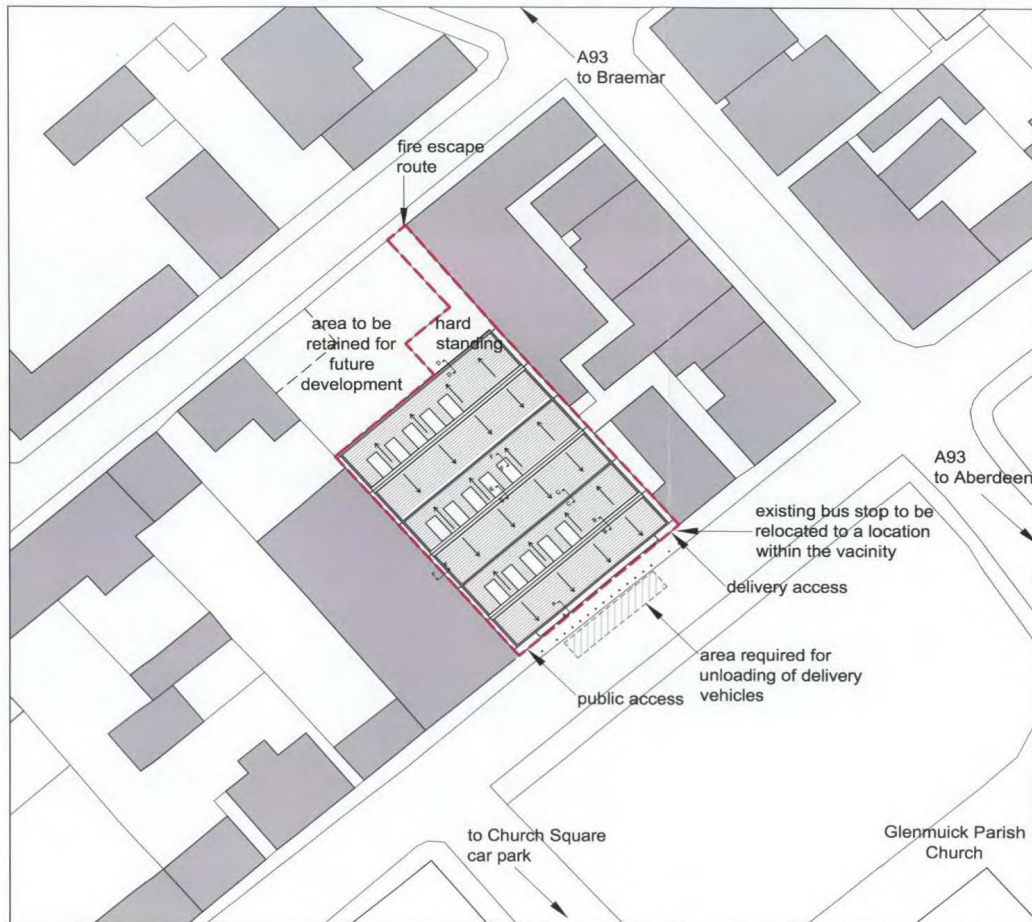 A93
to Braemar
fire escape
route
area to be
retained for
future
development
hard
standing
A93
to Aberdeen
existing bus stop to be
relocated to a location
within the vacinity
delivery access
area required for
unloading of delivery
vehicles
public access
to Church Square
car park
Glenmuick Parish
Church